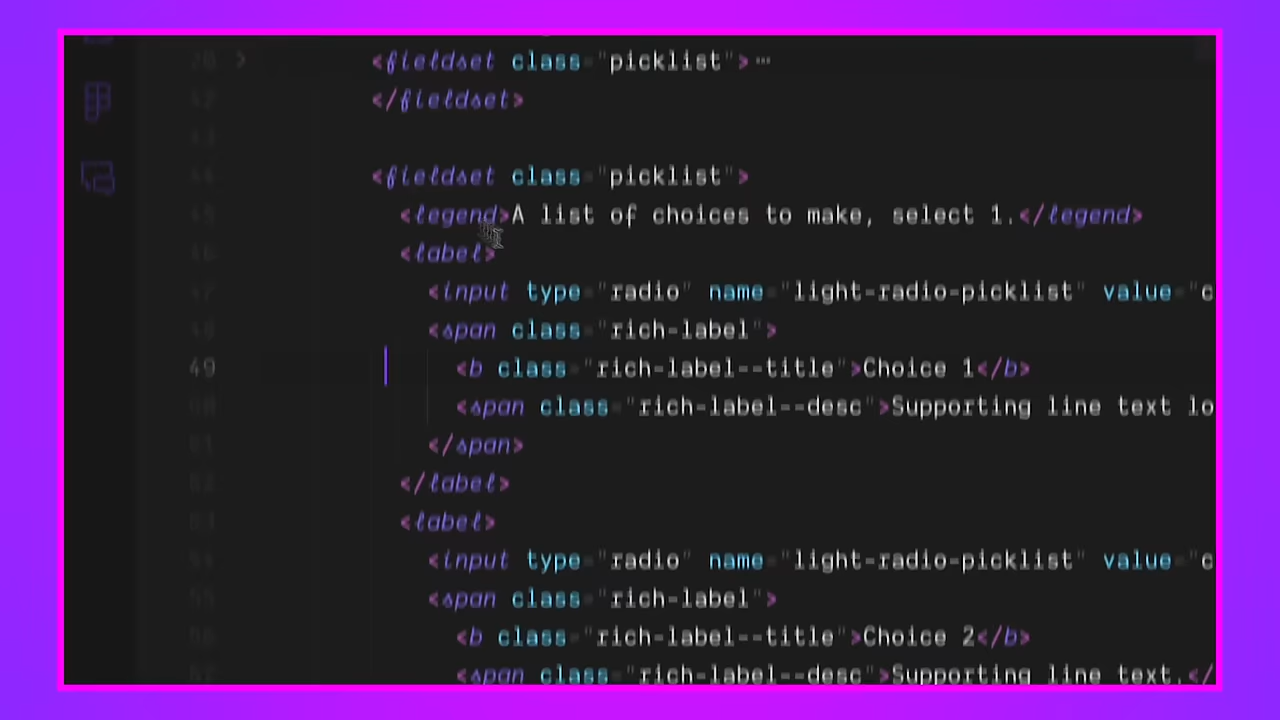 <fieldset class="picklist">⋯
</fieldset>
<fieldset class="picklist">
<legend>A list of choices to make, select 1.</legend>
<label>
<input type="radio" name="light-radio-picklist" value="c
<span class="rich-label">
49 <b class="rich-label--title">Choice 1</b>
<span class="rich-label--desc">Supporting line text lo
</span>
</label>
<label>
<input type="radio" name="light-radio-picklist" value="c
<span class="rich-label">
<b class="rich-label--title">Choice 2</b>
<span class="rich-label--desc">Supporting line text.</